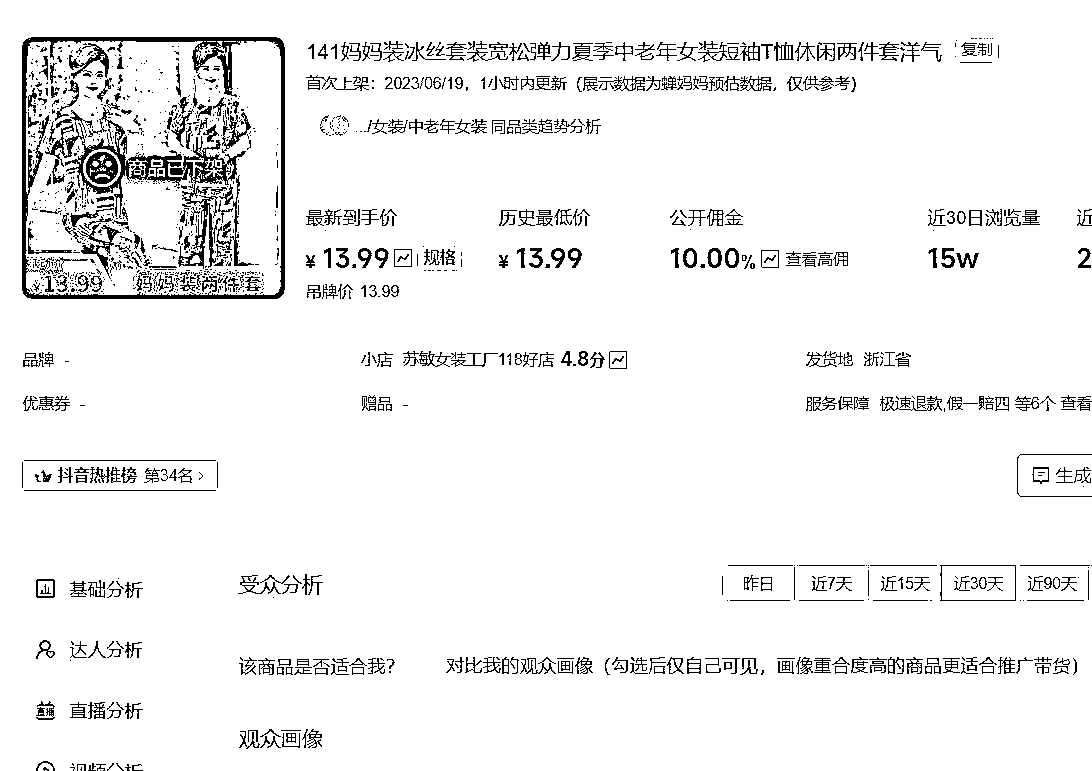 141妈妈装冰丝套装宽松弹力夏季中老年女装短袖T恤休闲两件套洋气 复制
首次上架：2023/06/19，1小时内更新（展示数据为蝉妈妈预估数据，仅供参考）
.../女装/中老年女装 同品类趋势分析
商品已下架
13.99 妈妈装两件套
最新到手价 历史最低价 公开佣金 近30日浏览量 近
¥ 13.99 规格 ¥ 13.99 10.00% 查看高佣 15w 2
吊牌价 13.99
品牌 - 小店 苏敏女装工厂118好店 4.8分 发货地 浙江省
优惠券 - 赠品 - 服务保障 极速退款,假一赔四 等6个 查看
抖音热推榜 第34名 >
生成
基础分析 受众分析 昨日 近7天 近15天 近30天 近90天
达人分析 该商品是否适合我？ 对比我的观众画像（勾选后仅自己可见，画像重合度高的商品更适合推广带货）
直播分析
观众画像
视频分析